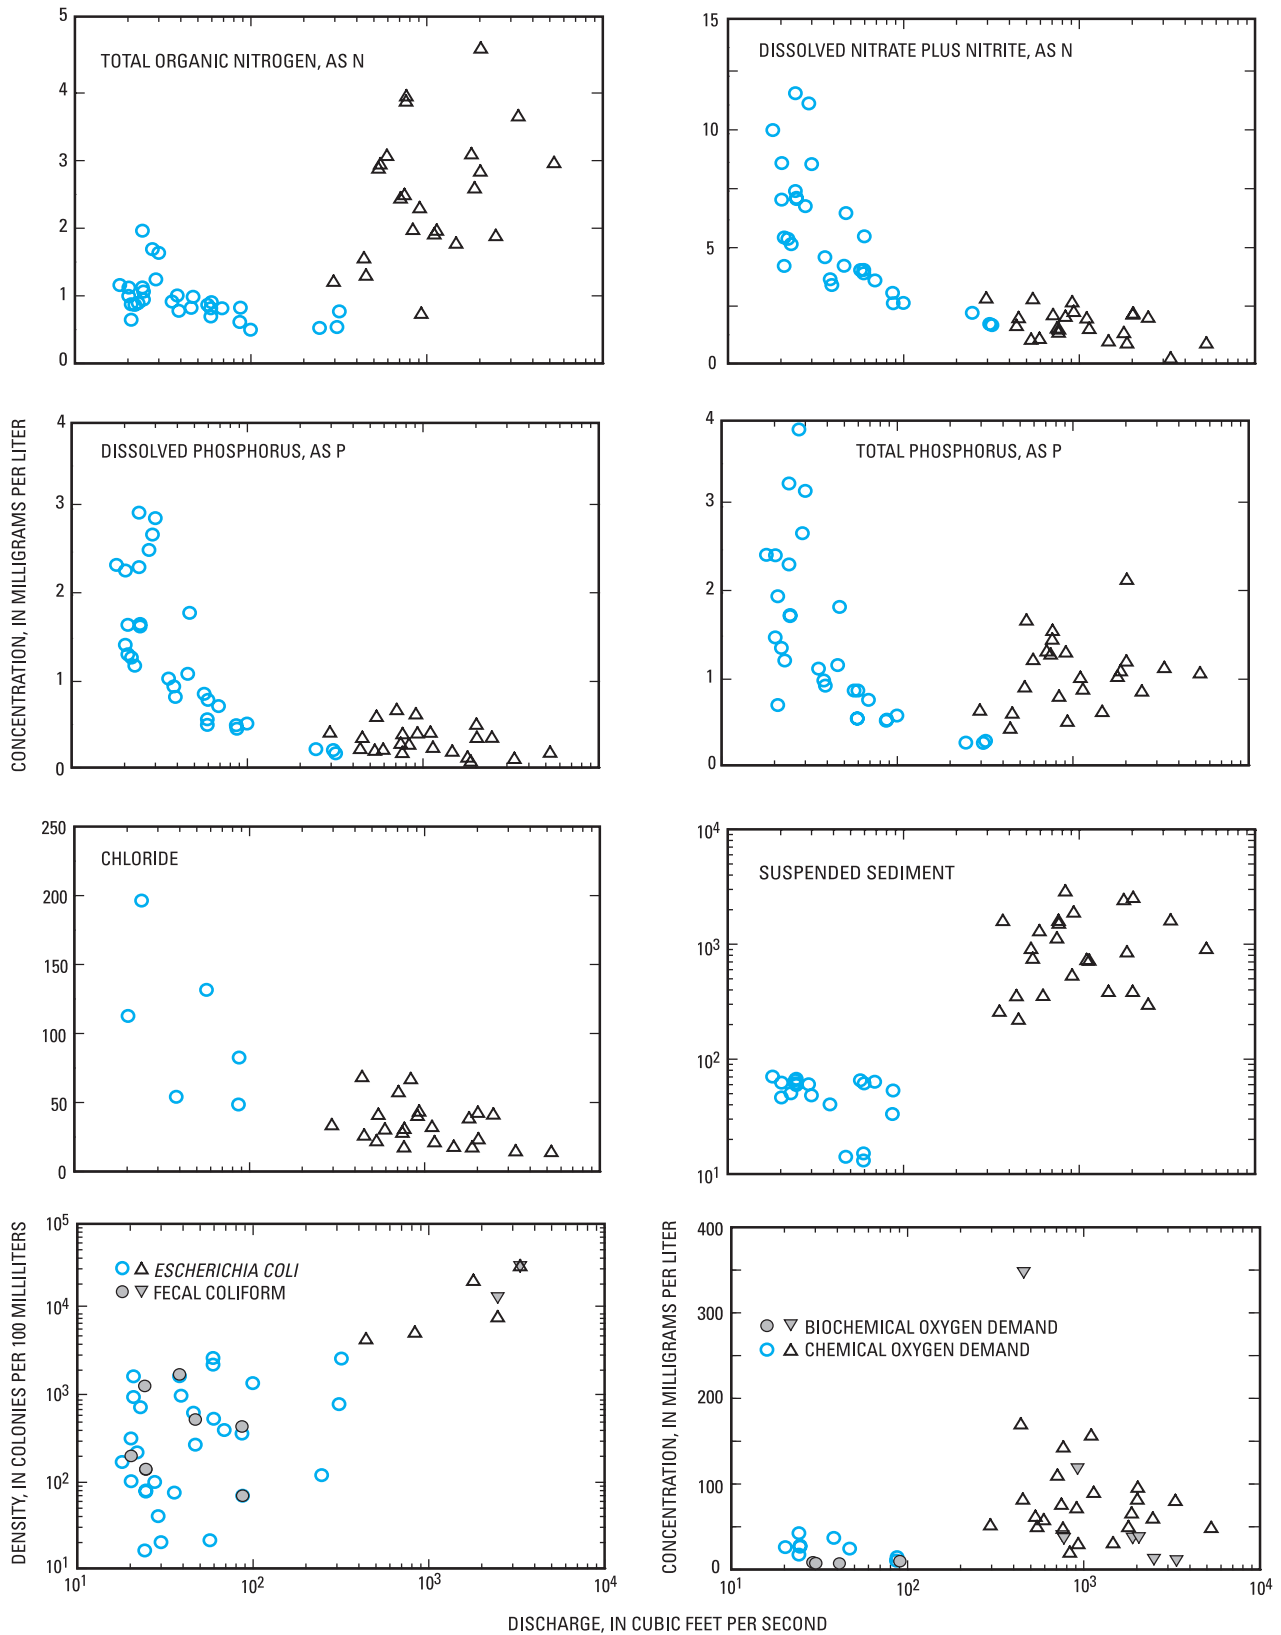 TOTAL ORGANIC NITROGEN, AS N
5
4
3
2
1
0
DISSOLVED NITRATE PLUS NITRITE, AS N
15
10
5
0
CONCENTRATION, IN MILLIGRAMS PER LITER
DISSOLVED PHOSPHORUS, AS P
4
3
2
1
0
TOTAL PHOSPHORUS, AS P
4
3
2
1
0
CHLORIDE
250
200
150
100
50
0
SUSPENDED SEDIMENT
10⁴
10³
10²
10¹
DENSITY, IN COLONIES PER 100 MILLILITERS
10⁵
10⁴
10³
10²
10¹
ESCHERICHIA COLI
FECAL COLIFORM
10¹ 10² 10³ 10⁴
CONCENTRATION, IN MILLIGRAMS PER LITER
400
300
200
100
0
BIOCHEMICAL OXYGEN DEMAND
CHEMICAL OXYGEN DEMAND
10¹ 10² 10³ 10⁴
DISCHARGE, IN CUBIC FEET PER SECOND